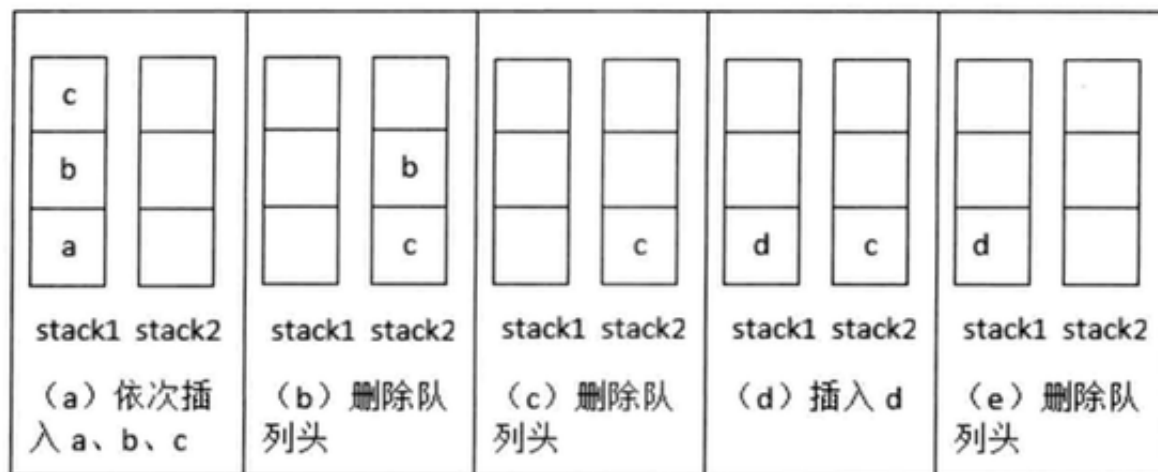 c
b
a
stack1 stack2
（a）依次插
入 a、b、c
b
c
stack1 stack2
（b）删除队
列头
c
stack1 stack2
（c）删除队
列头
d c
stack1 stack2
（d）插入 d
d
stack1 stack2
（e）删除队
列头